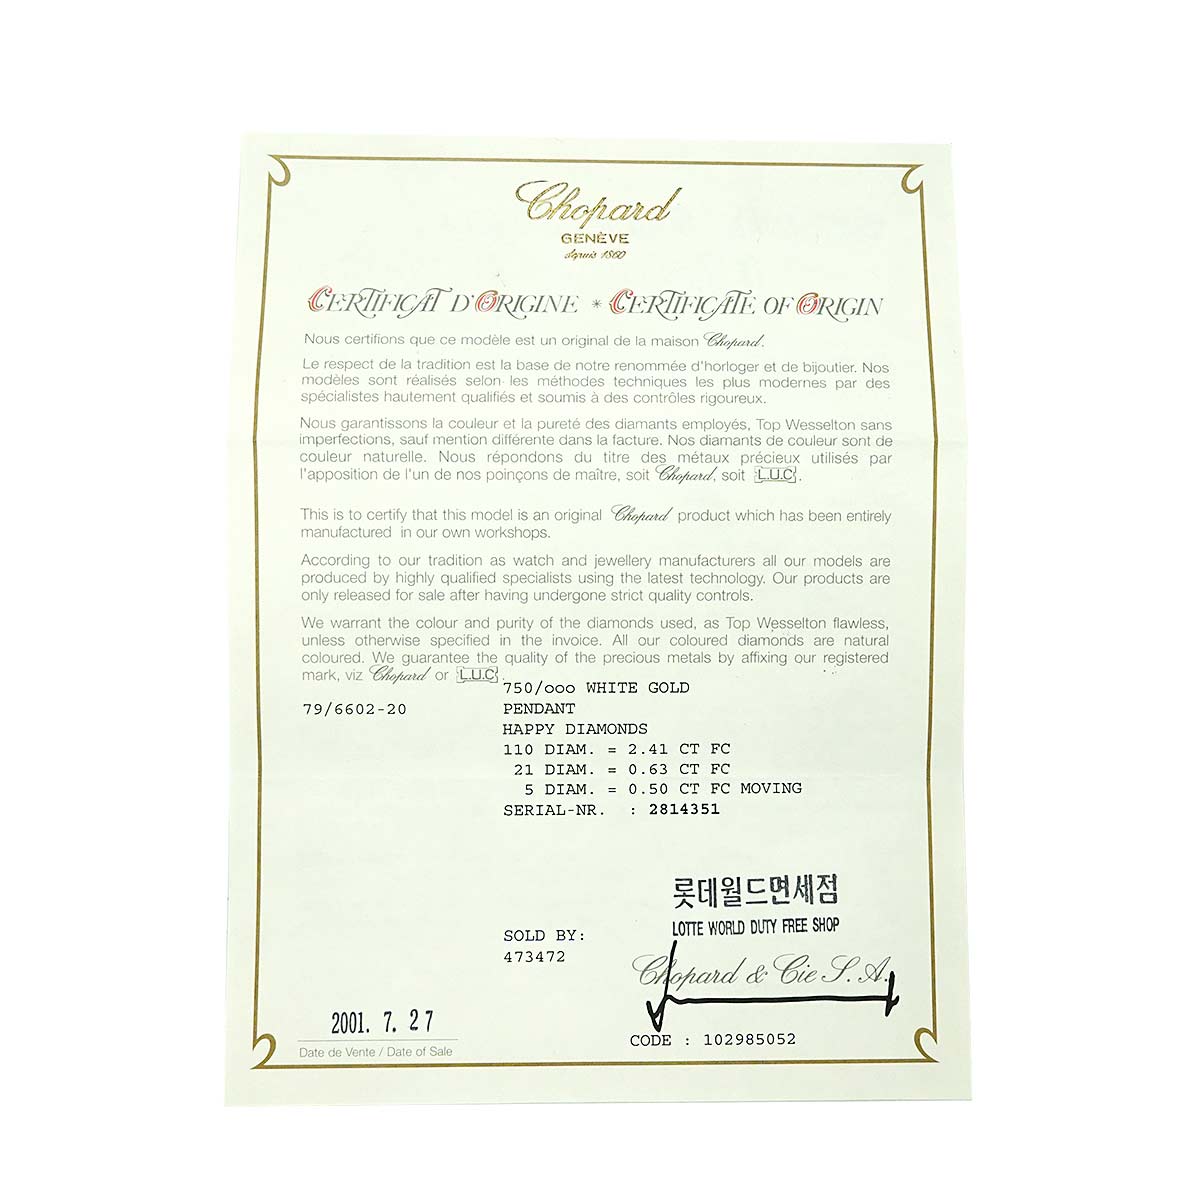 Chopard
GENÈVE
depuis 1860
CERTIFICAT D'ORIGINE * CERTIFICATE OF ORIGIN
Nous certifions que ce modèle est un original de la maison Chopard.
Le respect de la tradition est la base de notre renommée d'horloger et de bijoutier. Nos
modèles sont réalisés selon les méthodes techniques les plus modernes par des
spécialistes hautement qualifiés et soumis à des contrôles rigoureux.
Nous garantissons la couleur et la pureté des diamants employés, Top Wesselton sans
imperfections, sauf mention différente dans la facture. Nos diamants de couleur sont de
couleur naturelle. Nous répondons du titre des métaux précieux utilisés par
l'apposition de l'un de nos poinçons de maître, soit Chopard, soit L.U.C.
This is to certify that this model is an original Chopard product which has been entirely
manufactured in our own workshops.
According to our tradition as watch and jewellery manufacturers all our models are
produced by highly qualified specialists using the latest technology. Our products are
only released for sale after having undergone strict quality controls.
We warrant the colour and purity of the diamonds used, as Top Wesselton flawless,
unless otherwise specified in the invoice. All our coloured diamonds are natural
coloured. We guarantee the quality of the precious metals by affixing our registered
mark, viz Chopard or L.U.C.
750/ooo WHITE GOLD
79/6602-20 PENDANT
HAPPY DIAMONDS
110 DIAM. = 2.41 CT FC
21 DIAM. = 0.63 CT FC
5 DIAM. = 0.50 CT FC MOVING
SERIAL-NR. : 2814351
롯데월드면세점
LOTTE WORLD DUTY FREE SHOP
SOLD BY:
473472
Chopard & Cie S.A.
2001. 7. 27
CODE : 102985052
Date de Vente / Date of Sale